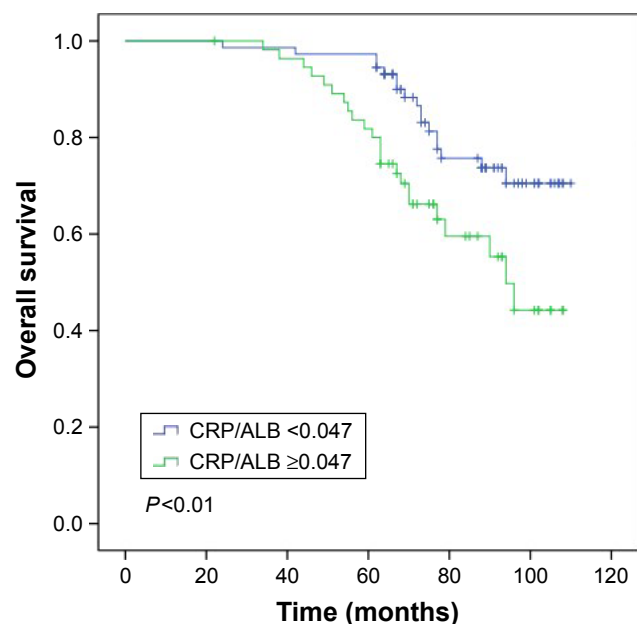 1.0
0.8
0.6
0.4
0.2
0.0
Overall survival
CRP/ALB <0.047
CRP/ALB ≥0.047
P<0.01
0 20 40 60 80 100 120
Time (months)